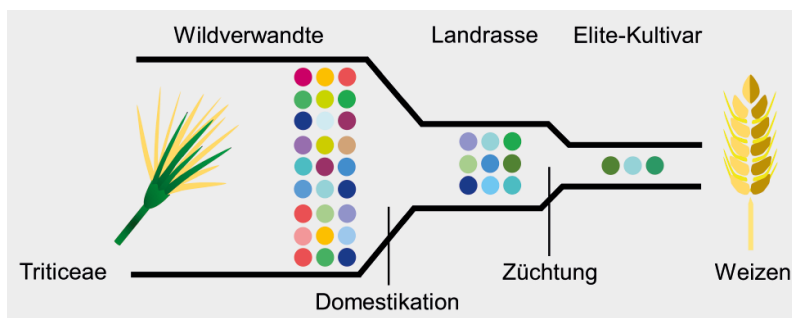 Wildverwandte
Landrasse
Elite-Kultivar
Triticeae
Domestikation
Züchtung
Weizen